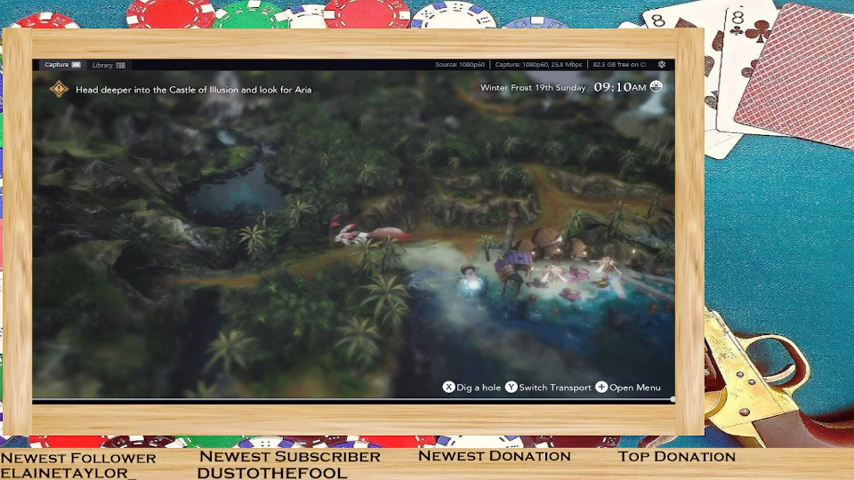 Capture
Library
Source: 1080p60 Capture: 1080p60, 25.8 Mbps 82.5 GB free on C:
Head deeper into the Castle of Illusion and look for Aria
Winter Frost 19th Sunday 09:10AM
8 8
X Dig a hole Y Switch Transport + Open Menu
Newest Follower
ELAINETAYLOR_
Newest Subscriber
DUSTOTHEFOOL
Newest Donation
Top Donation